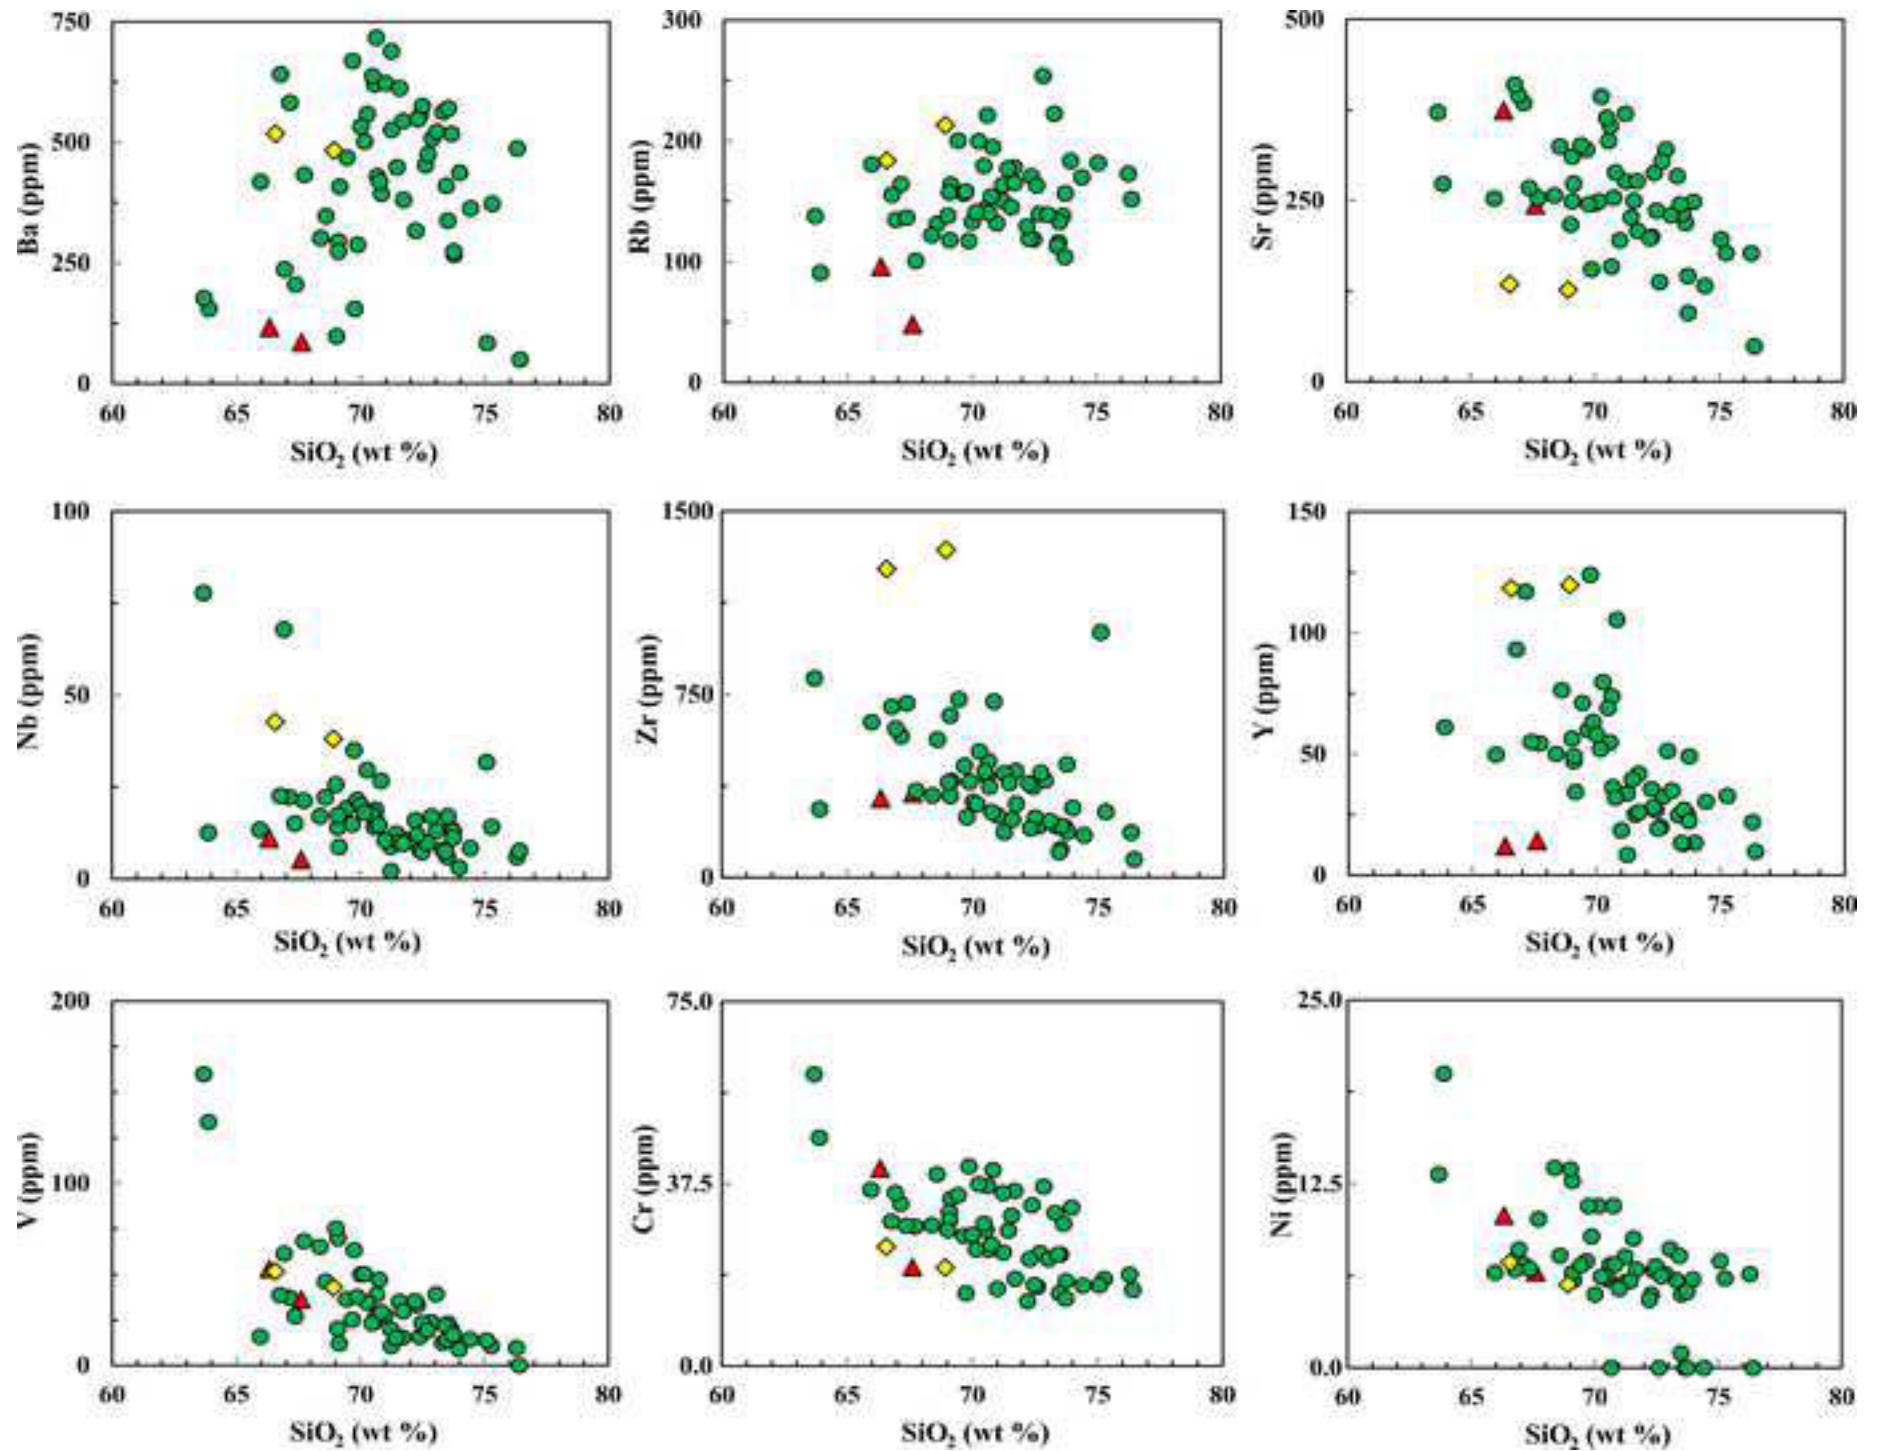 750
500
250
0
Ba (ppm)
60 65 70 75 80
SiO₂ (wt %)
300
200
100
0
Rb (ppm)
60 65 70 75 80
SiO₂ (wt %)
500
250
0
Sr (ppm)
60 65 70 75 80
SiO₂ (wt %)
100
50
0
Nb (ppm)
60 65 70 75 80
SiO₂ (wt %)
1500
750
0
Zr (ppm)
60 65 70 75 80
SiO₂ (wt %)
150
100
50
0
Y (ppm)
60 65 70 75 80
SiO₂ (wt %)
200
100
0
V (ppm)
60 65 70 75 80
SiO₂ (wt %)
75.0
37.5
0.0
Cr (ppm)
60 65 70 75 80
SiO₂ (wt %)
25.0
12.5
0.0
Ni (ppm)
60 65 70 75 80
SiO₂ (wt %)